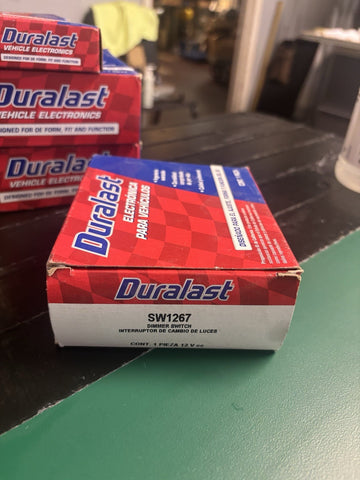 Duralast
VEHICLE ELECTRONICS
DESIGNED FOR OE FORM, FIT AND FUNCTION
Duralast
VEHICLE ELECTRONICS
DESIGNED FOR OE FORM, FIT AND FUNCTION
Duralast
VEHICLE ELECTRONICS
Duralast
ELECTRÓNICA
PARA VEHÍCULOS
Duralast
SW1267
DIMMER SWITCH
INTERRUPTOR DE CAMBIO DE LUCES
CONT. 1 PIEZA 12 V